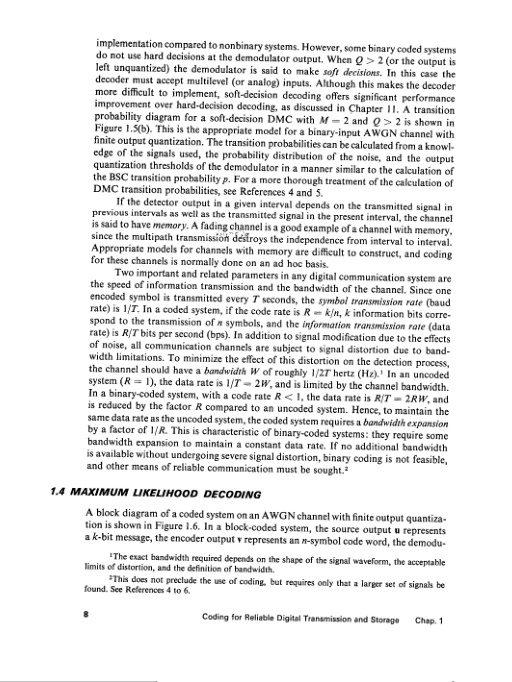 implementation compared to nonbinary systems. However, some binary coded systems
do not use hard decisions at the demodulator output. When Q > 2 (or the output is
left unquantized) the demodulator is said to make soft decisions. In this case the
decoder must accept multilevel (or analog) inputs. Although this makes the decoder
more difficult to implement, soft-decision decoding offers significant performance
improvement over hard-decision decoding, as discussed in Chapter 11. A transition
probability diagram for a soft-decision DMC with M = 2 and Q > 2 is shown in
Figure 1.5(b). This is the appropriate model for a binary-input AWGN channel with
finite output quantization. The transition probabilities can be calculated from a knowl-
edge of the signals used, the probability distribution of the noise, and the output
quantization thresholds of the demodulator in a manner similar to the calculation of
the BSC transition probability p. For a more thorough treatment of the calculation of
DMC transition probabilities, see References 4 and 5.
If the detector output in a given interval depends on the transmitted signal in
previous intervals as well as the transmitted signal in the present interval, the channel
is said to have memory. A fading channel is a good example of a channel with memory,
since the multipath transmission destroys the independence from interval to interval.
Appropriate models for channels with memory are difficult to construct, and coding
for these channels is normally done on an ad hoc basis.
Two important and related parameters in any digital communication system are
the speed of information transmission and the bandwidth of the channel. Since one
encoded symbol is transmitted every T seconds, the symbol transmission rate (baud
rate) is 1/T. In a coded system, if the code rate is R = k/n, k information bits corre-
spond to the transmission of n symbols, and the information transmission rate (data
rate) is R/T bits per second (bps). In addition to signal modification due to the effects
of noise, all communication channels are subject to signal distortion due to band-
width limitations. To minimize the effect of this distortion on the detection process,
the channel should have a bandwidth W of roughly 1/2T hertz (Hz).¹ In an uncoded
system (R = 1), the data rate is 1/T = 2W, and is limited by the channel bandwidth.
In a binary-coded system, with a code rate R < 1, the data rate is R/T = 2RW, and
is reduced by the factor R compared to an uncoded system. Hence, to maintain the
same data rate as the uncoded system, the coded system requires a bandwidth expansion
by a factor of 1/R. This is characteristic of binary-coded systems: they require some
bandwidth expansion to maintain a constant data rate. If no additional bandwidth
is available without undergoing severe signal distortion, binary coding is not feasible,
and other means of reliable communication must be sought.²
1.4 MAXIMUM LIKELIHOOD DECODING
A block diagram of a coded system on an AWGN channel with finite output quantiza-
tion is shown in Figure 1.6. In a block-coded system, the source output u represents
a k-bit message, the encoder output v represents an n-symbol code word, the demodu-
¹The exact bandwidth required depends on the shape of the signal waveform, the acceptable
limits of distortion, and the definition of bandwidth.
²This does not preclude the use of coding, but requires only that a larger set of signals be
found. See References 4 to 6.
8 Coding for Reliable Digital Transmission and Storage Chap. 1